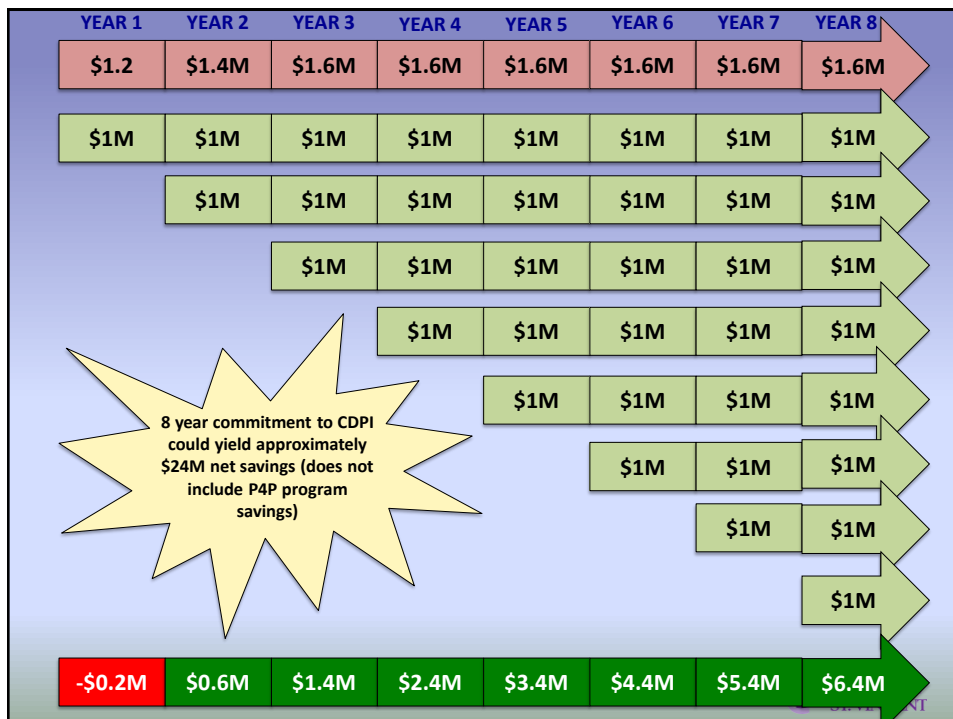 YEAR 1 YEAR 2 YEAR 3 YEAR 4 YEAR 5 YEAR 6 YEAR 7 YEAR 8
$1.2 $1.4M $1.6M $1.6M $1.6M $1.6M $1.6M $1.6M
$1M $1M $1M $1M $1M $1M $1M $1M
$1M $1M $1M $1M $1M $1M $1M
$1M $1M $1M $1M $1M $1M
$1M $1M $1M $1M $1M
$1M $1M $1M $1M
$1M $1M $1M
$1M $1M
$1M
8 year commitment to CDPI
could yield approximately
$24M net savings (does not
include P4P program
savings)
-$0.2M $0.6M $1.4M $2.4M $3.4M $4.4M $5.4M $6.4M